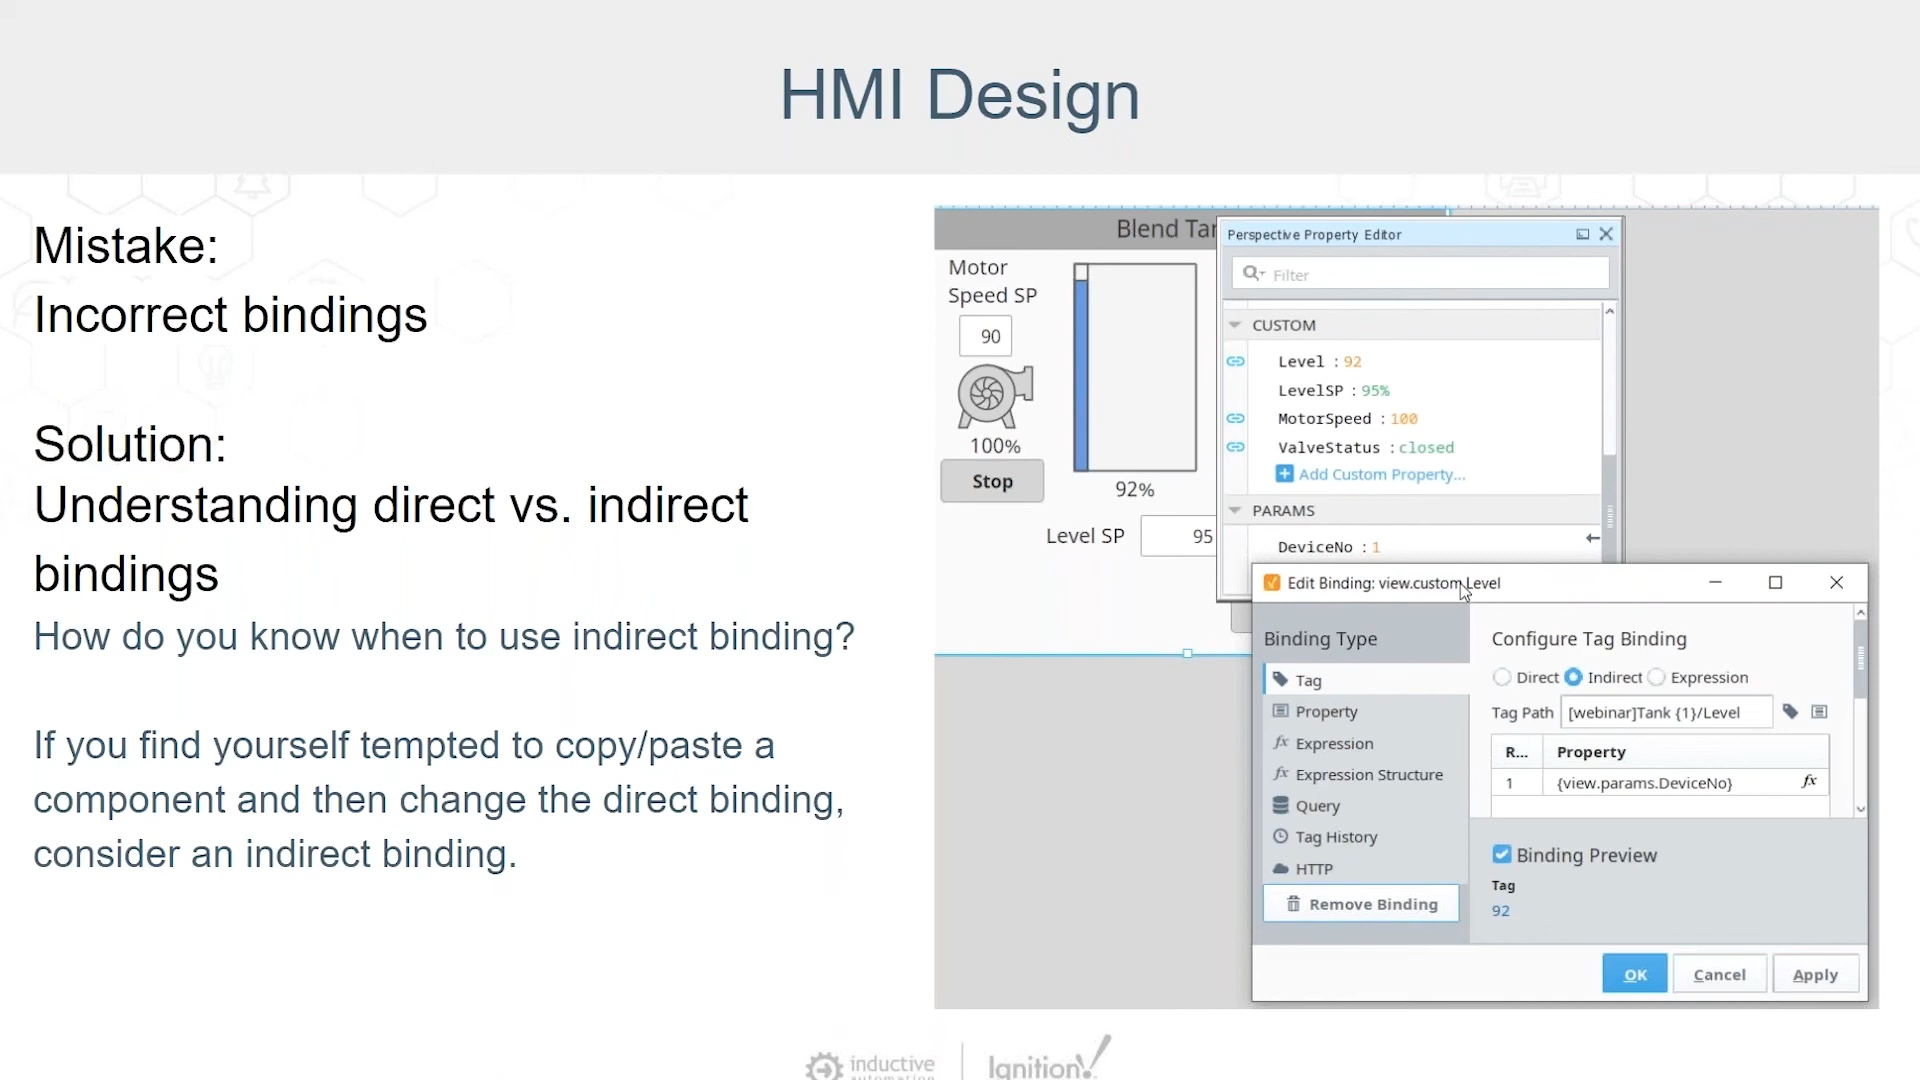 HMI Design
Mistake:
Incorrect bindings
Solution:
Understanding direct vs. indirect
bindings
How do you know when to use indirect binding?
If you find yourself tempted to copy/paste a
component and then change the direct binding,
consider an indirect binding.
Blend Ta
Motor
Speed SP
90
100%
Stop
92%
Level SP
95
Perspective Property Editor
Filter
CUSTOM
Level : 92
LevelSP : 95%
MotorSpeed : 100
ValveStatus : closed
Add Custom Property...
PARAMS
DeviceNo : 1
Edit Binding: view.custom.Level
Binding Type
Tag
Property
fx Expression
fx Expression Structure
Query
Tag History
HTTP
Remove Binding
Configure Tag Binding
Direct Indirect Expression
Tag Path [webinar]Tank {1}/Level
R... Property
1 {view.params.DeviceNo} fx
Binding Preview
Tag
92
OK Cancel Apply
inductive
automation
Ignition!